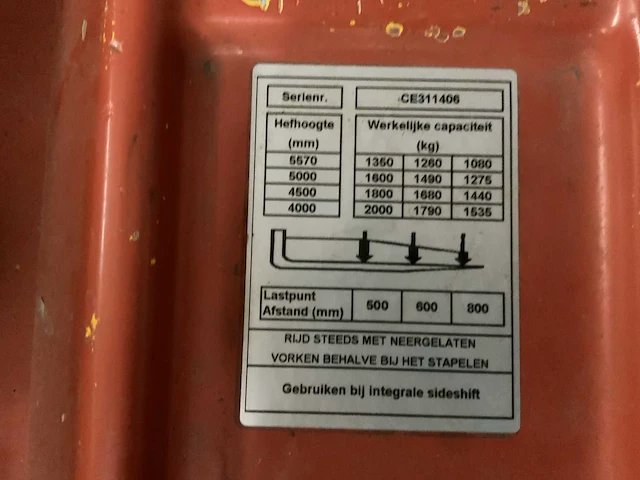 Serienr. CE311406
Hefhoogte (mm) Werkelijke capaciteit (kg)
5570 1350 1260 1080
5000 1600 1490 1275
4500 1800 1680 1440
4000 2000 1790 1535
Lastpunt
Afstand (mm) 500 600 800
RIJD STEEDS MET NEERGELATEN
VORKEN BEHALVE BIJ HET STAPELEN
Gebruiken bij integrale sideshift